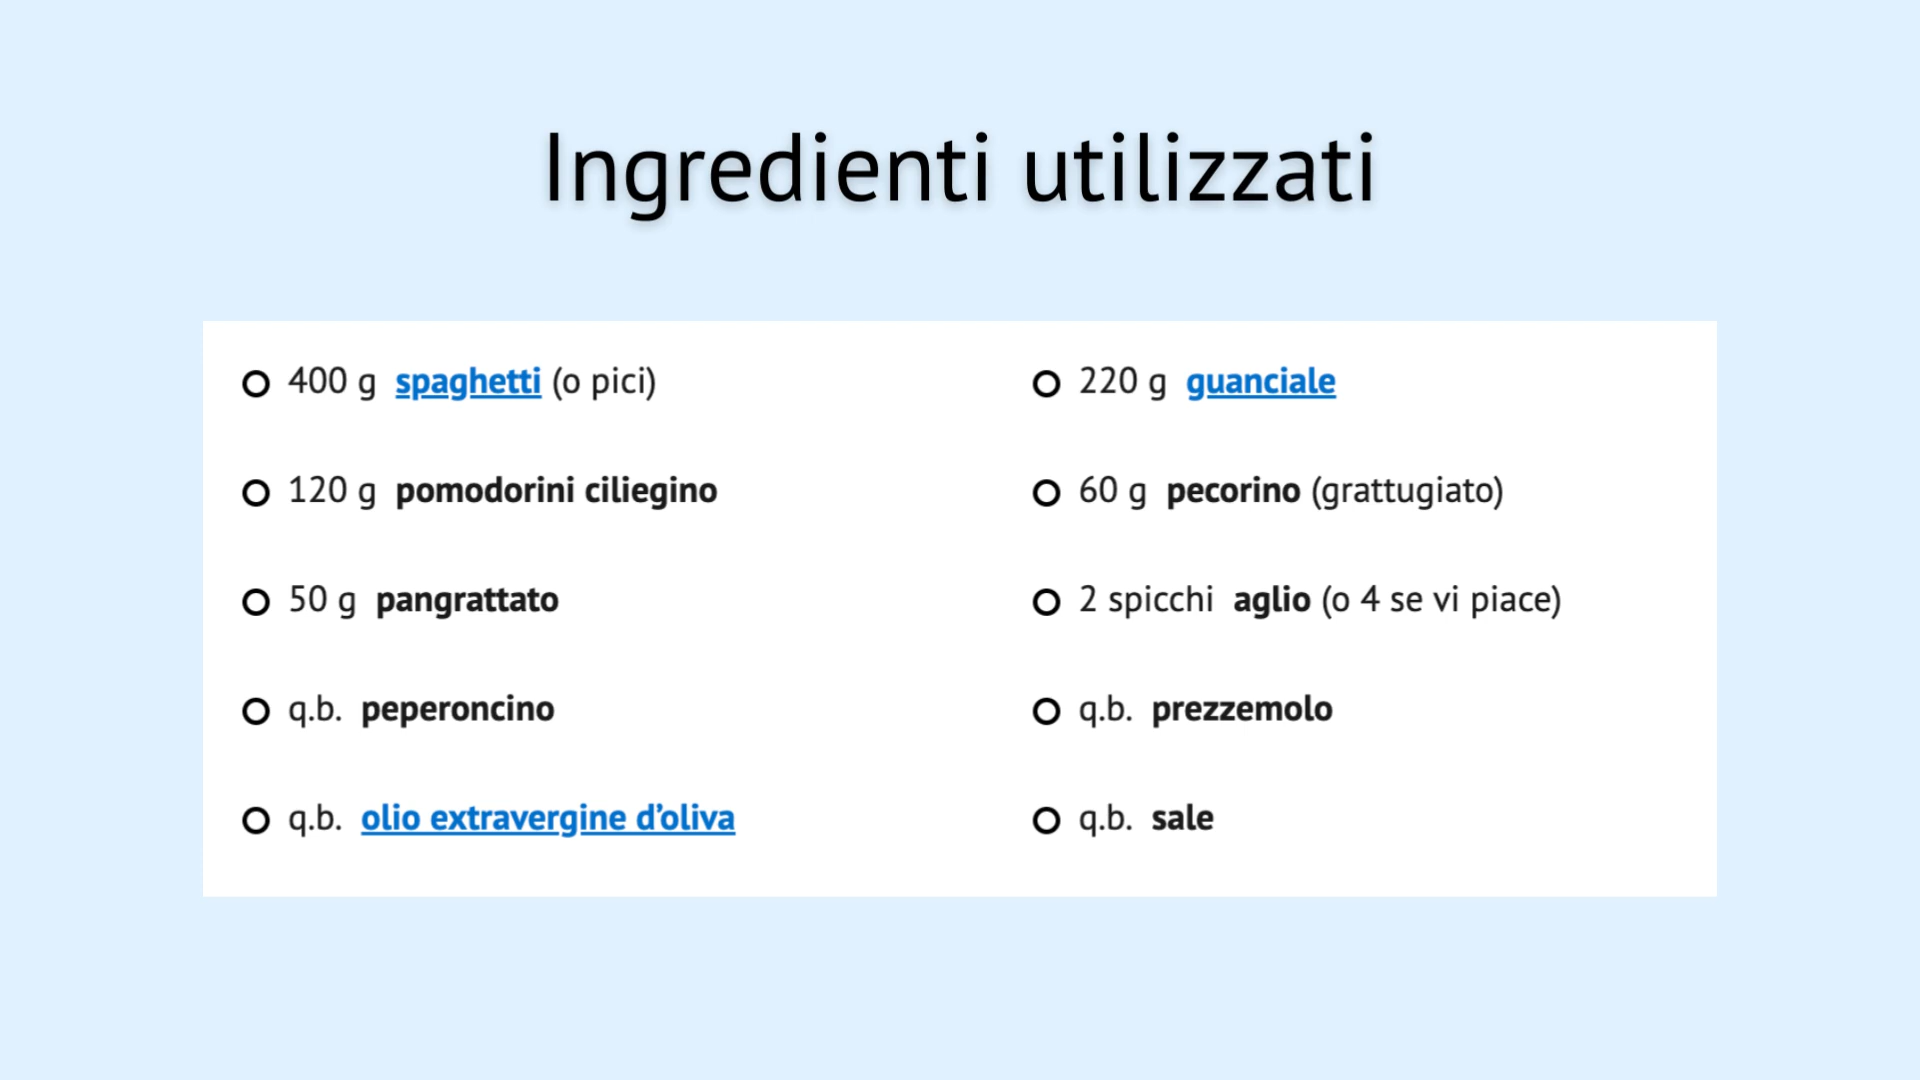 Ingredienti utilizzati
400 g spaghetti (o pici)
220 g guanciale
120 g pomodorini ciliegino
60 g pecorino (grattugiato)
50 g pangrattato
2 spicchi aglio (o 4 se vi piace)
q.b. peperoncino
q.b. prezzemolo
q.b. olio extravergine d’oliva
q.b. sale